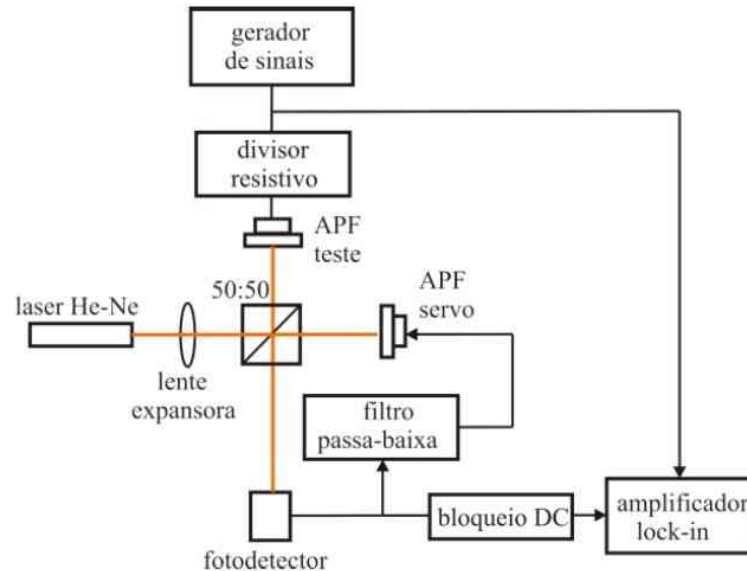 gerador
de sinais
divisor
resistivo
APF
teste
50:50
APF
servo
laser He-Ne
lente
expansora
filtro
passa-baixa
bloqueio DC
amplificador
lock-in
fotodetector